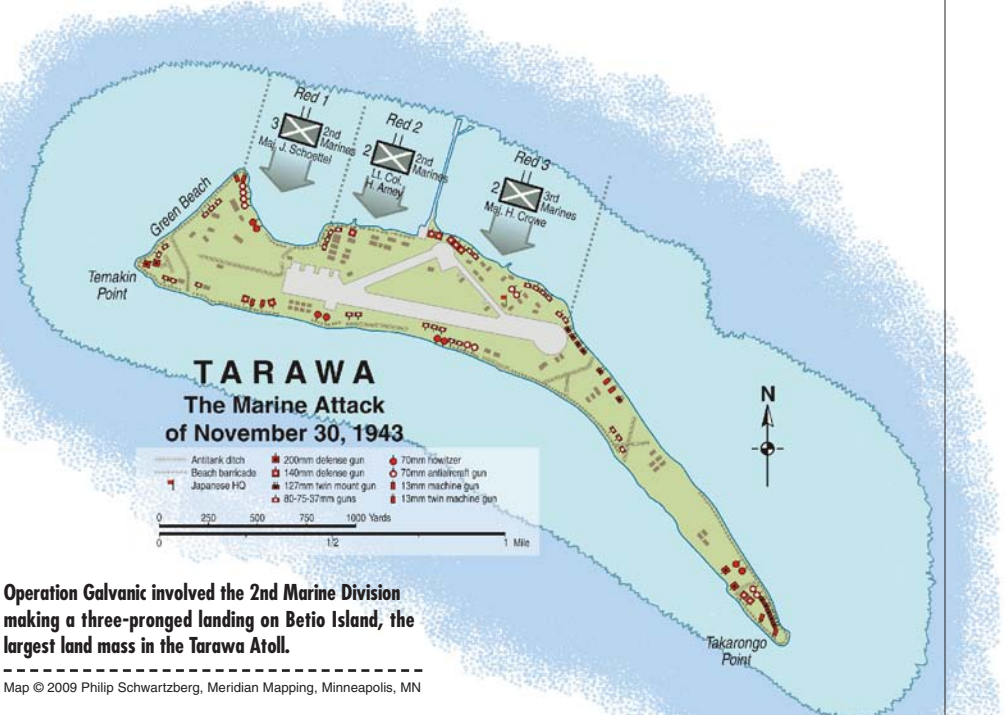 Red 1
3
2nd
Marines
Maj. J. Schoettel
Red 2
2
2nd
Marines
Lt. Col.
H. Amey
Red 3
2
3rd
Marines
Maj. H. Crowe
Green Beach
Temakin
Point
TARAWA
The Marine Attack
of November 30, 1943
N
Antitank ditch
Beach barricade
Japanese HQ
200mm defense gun
140mm defense gun
127mm twin mount gun
80-75-37mm guns
70mm howitzer
70mm antiaircraft gun
13mm machine gun
13mm twin machine gun
0 250 500 750 1000 Yards
0 1/2 1 Mile
Takarongo
Point
Operation Galvanic involved the 2nd Marine Division
making a three-pronged landing on Betio Island, the
largest land mass in the Tarawa Atoll.
Map © 2009 Philip Schwartzberg, Meridian Mapping, Minneapolis, MN